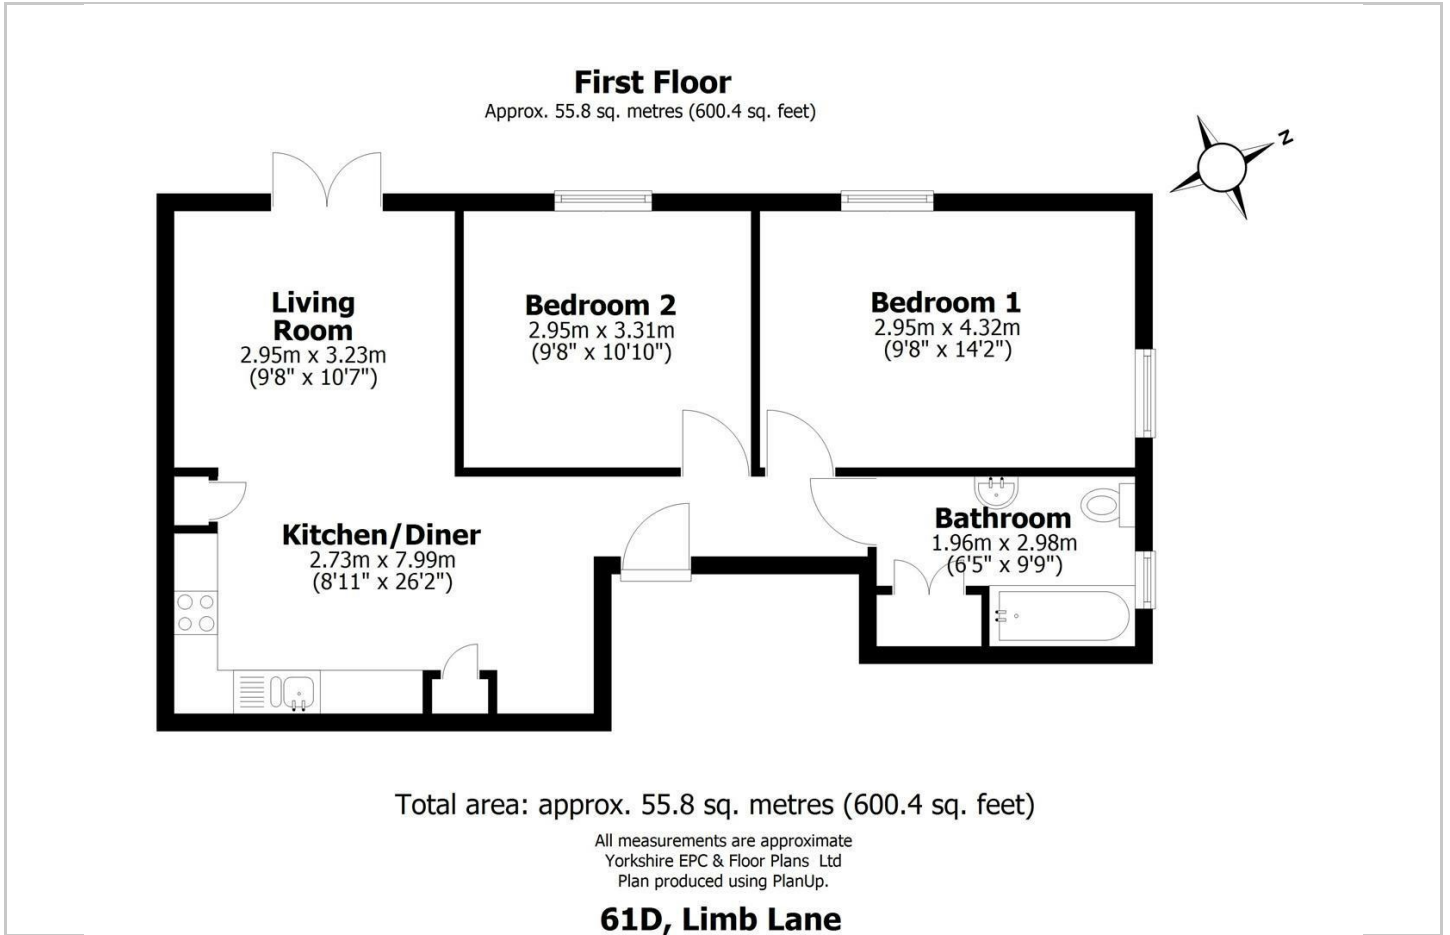 First Floor
Approx. 55.8 sq. metres (600.4 sq. feet)
N
Living
Room
2.95m x 3.23m
(9'8" x 10'7")
Bedroom 2
2.95m x 3.31m
(9'8" x 10'10")
Bedroom 1
2.95m x 4.32m
(9'8" x 14'2")
Kitchen/Diner
2.73m x 7.99m
(8'11" x 26'2")
Bathroom
1.96m x 2.98m
(6'5" x 9'9")
Total area: approx. 55.8 sq. metres (600.4 sq. feet)
All measurements are approximate
Yorkshire EPC & Floor Plans Ltd
Plan produced using PlanUp.
61D, Limb Lane